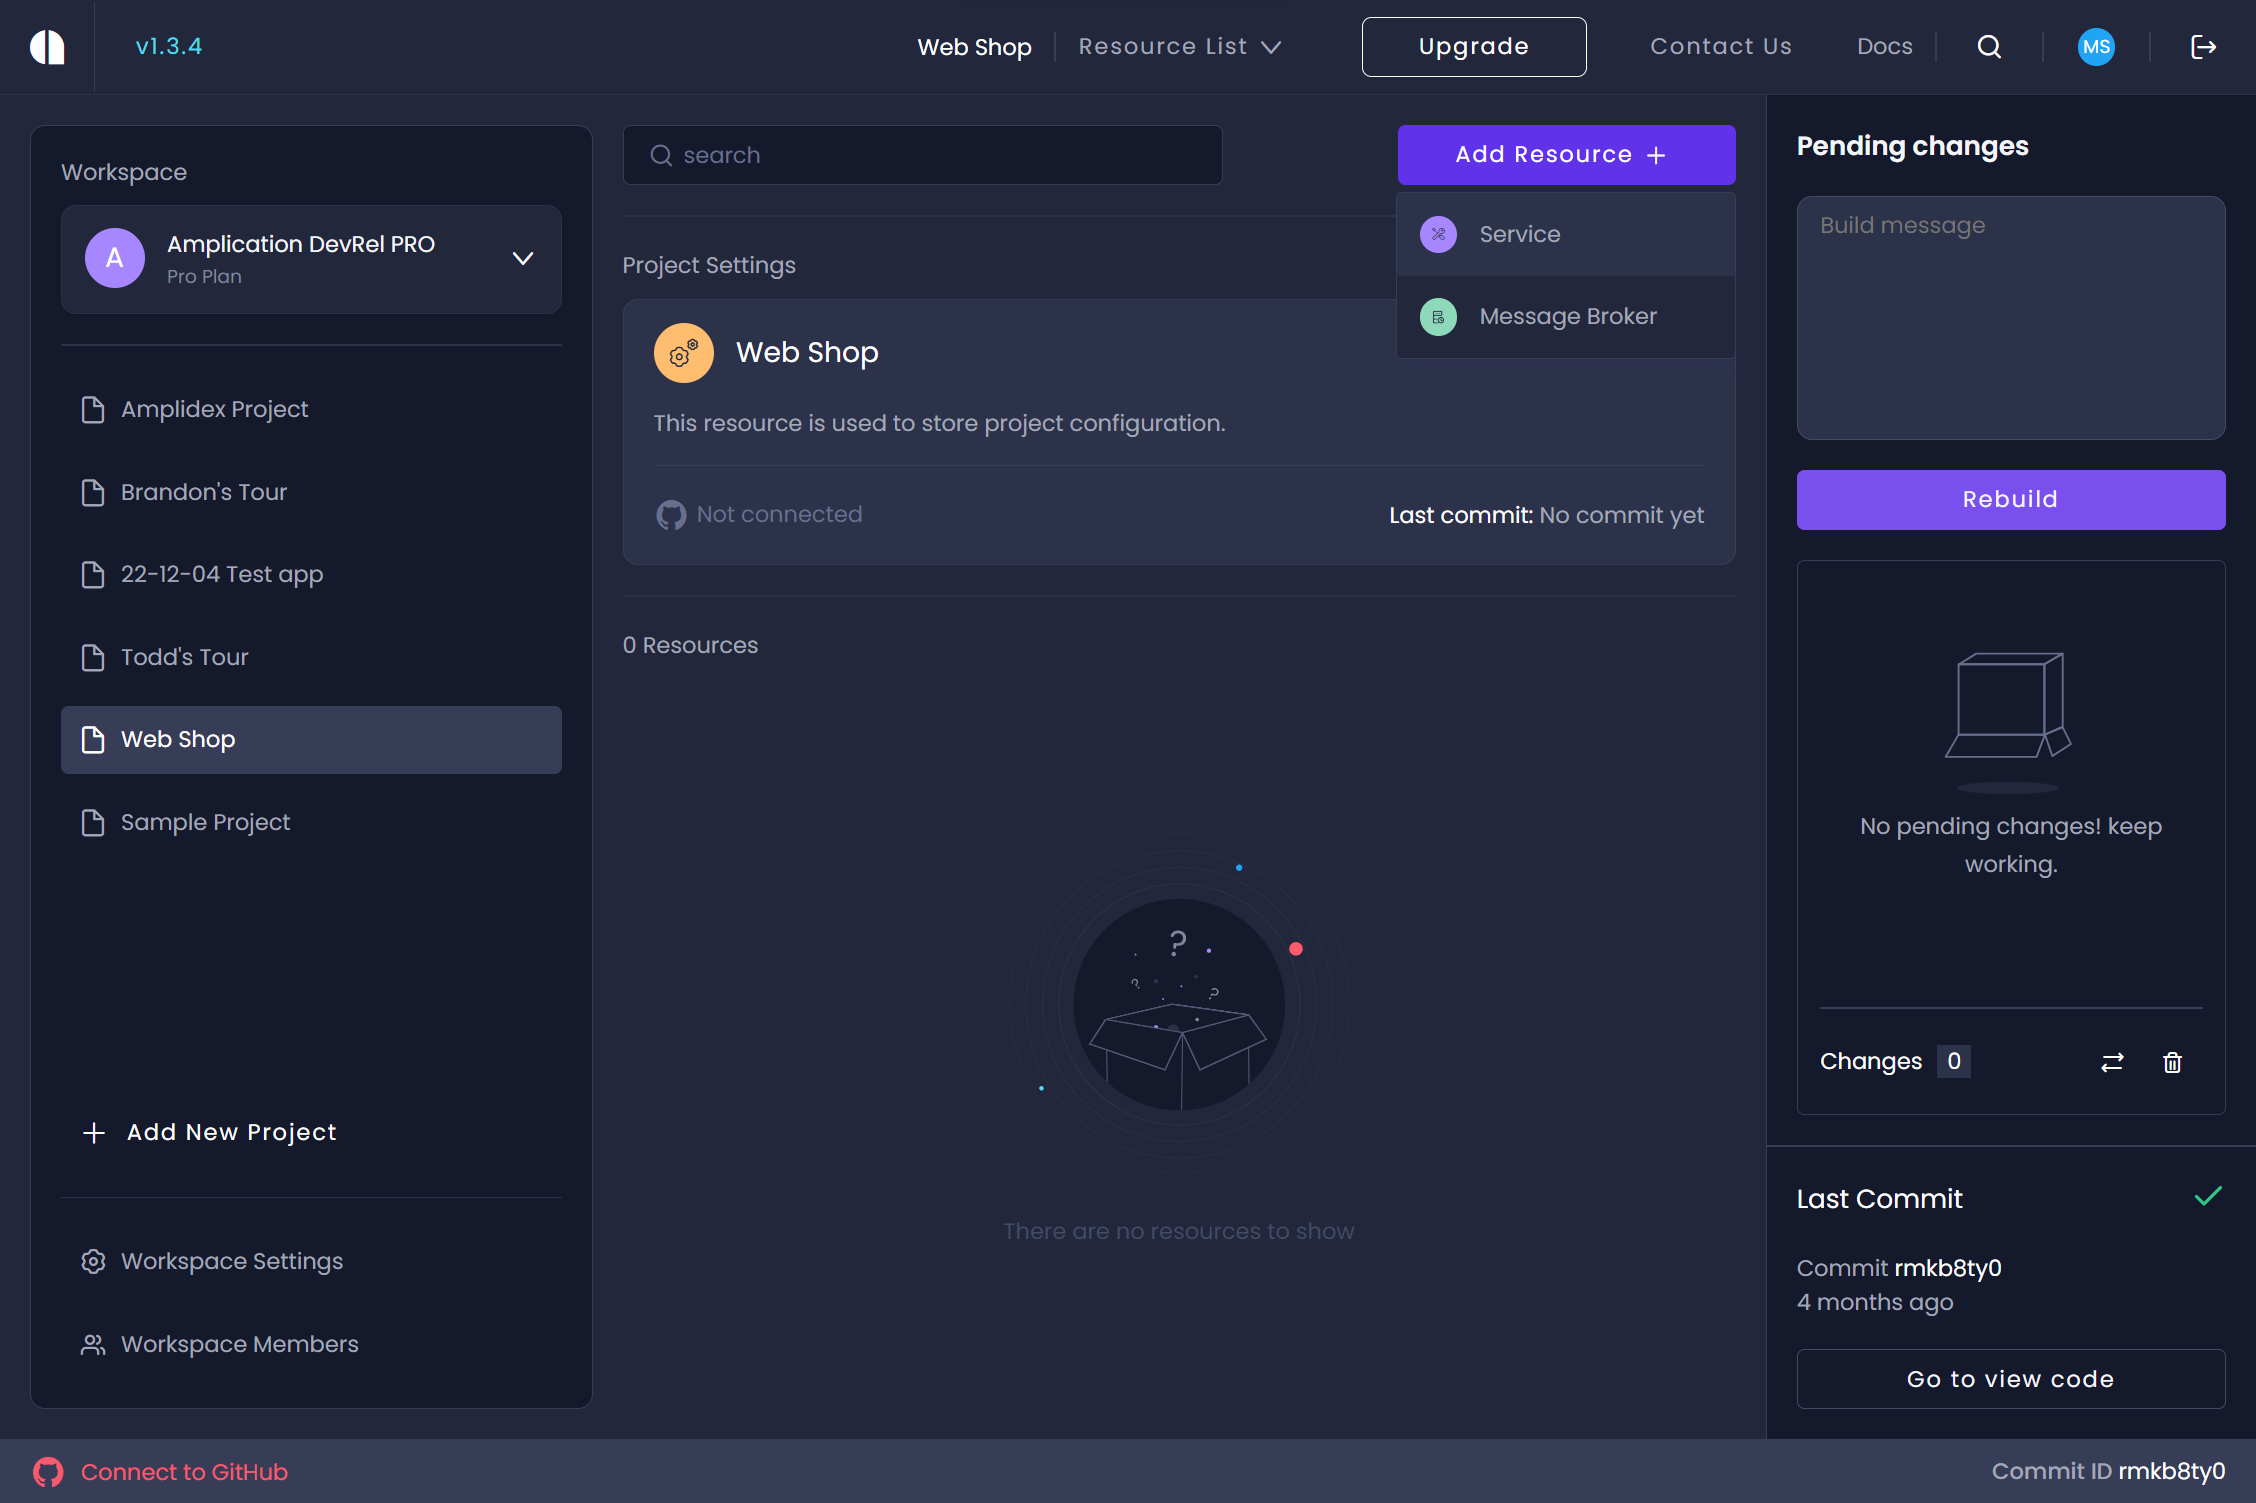 v1.3.4
Web Shop
Resource List
Upgrade
Contact Us
Docs
MS
Workspace
A
Amplication DevRel PRO
Pro Plan
Amplidex Project
Brandon's Tour
22-12-04 Test app
Todd's Tour
Web Shop
Sample Project
Add New Project
Workspace Settings
Workspace Members
search
Add Resource
Service
Message Broker
Project Settings
Web Shop
This resource is used to store project configuration.
Not connected
Last commit: No commit yet
0 Resources
?
?
?
There are no resources to show
Pending changes
Build message
Rebuild
No pending changes! keep
working.
Changes 0
Last Commit
Commit rmkb8ty0
4 months ago
Go to view code
Connect to GitHub
Commit ID rmkb8ty0